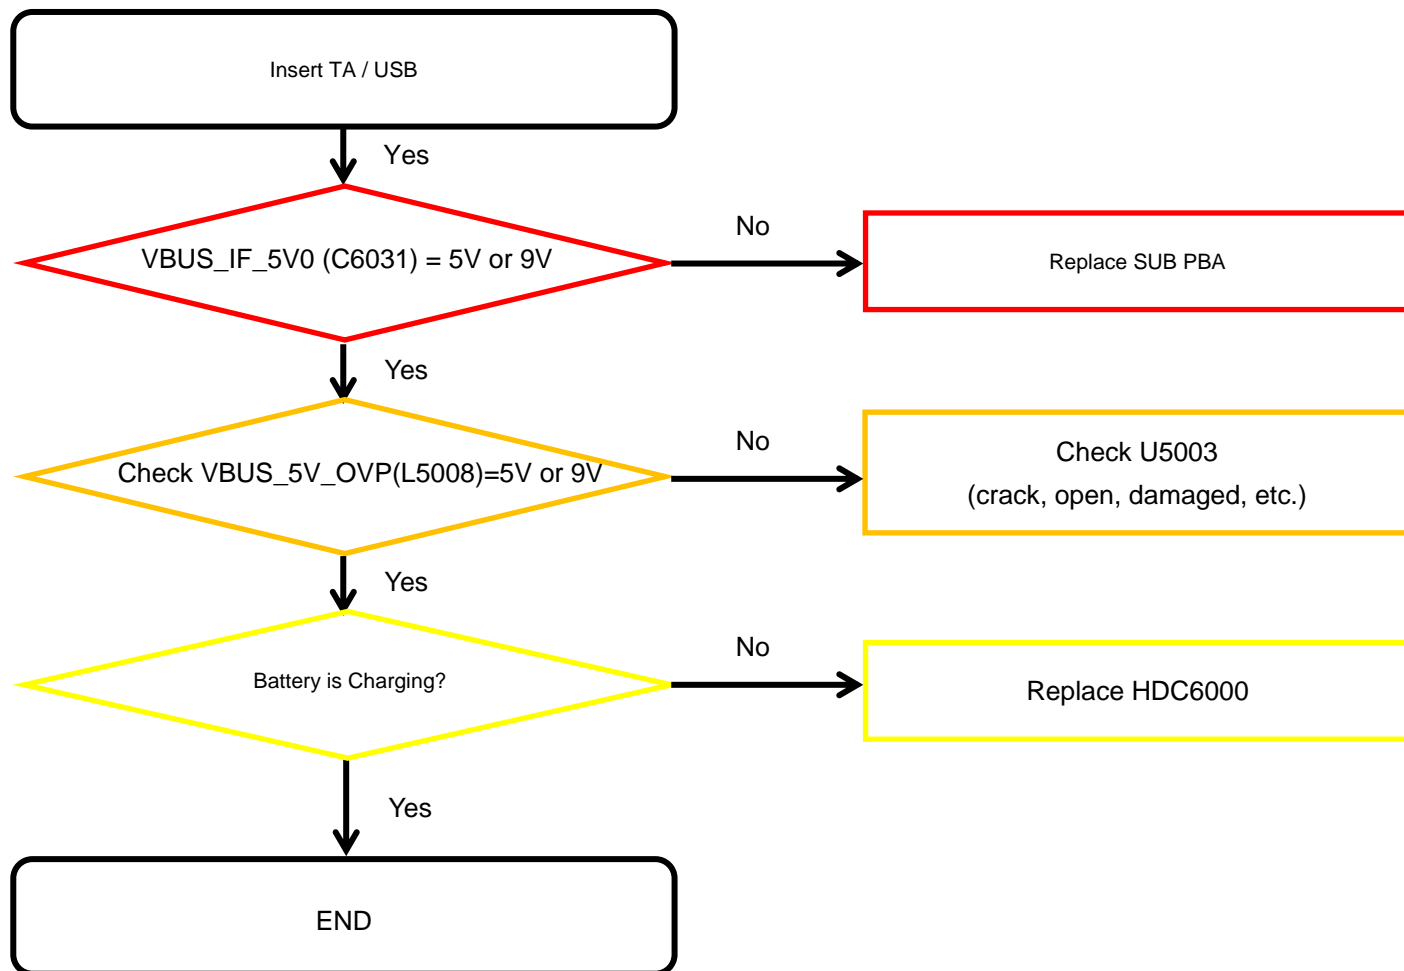 Insert TA / USB
Yes
VBUS_IF_5V0 (C6031) = 5V or 9V
No
Replace SUB PBA
Yes
Check VBUS_5V_OVP(L5008)=5V or 9V
No
Check U5003
(crack, open, damaged, etc.)
Yes
Battery is Charging?
No
Replace HDC6000
Yes
END